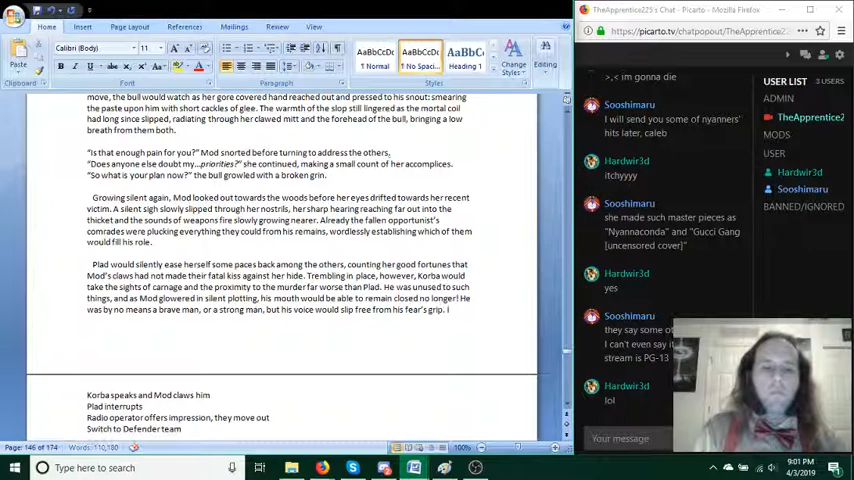 Home
Insert
Page Layout
References
Mailings
Review
View
Paste
Clipboard
Calibri (Body)
11
Font
Paragraph
AaBbCcDc
¶ Normal
AaBbCcDc
¶ No Spaci...
AaBbC
Heading 1
Change
Styles
Styles
Editing
move, the bull would watch as her gore covered hand reached out and pressed to his snout: smearing
the paste upon him with short cackles of glee. The warmth of the slop still lingered as the mortal coil
had long since slipped, radiating through her clawed mitt and the forehead of the bull, bringing a low
breath from them both.
“Is that enough pain for you?” Mod snorted before turning to address the others,
“Does anyone else doubt my…priorities?” she continued, making a small count of her accomplices.
“So what is your plan now?” the bull growled with a broken grin.
Growing silent again, Mod looked out towards the woods before her eyes drifted towards her recent
victim. A silent sigh slowly slipped through her nostrils, her sharp hearing reaching far out into the
thicket and the sounds of weapons fire slowly growing nearer. Already the fallen opportunist’s
comrades were plucking everything they could from his remains, wordlessly establishing which of them
would fill his role.
Plad would silently ease herself some paces back among the others, counting her good fortunes that
Mod’s claws had not made their fatal kiss against her hide. Trembling in place, however, Korba would
take the sights of carnage and the proximity to the murder far worse than Plad. He was unused to such
things, and as Mod glowered in silent plotting, his mouth would be able to remain closed no longer! He
was by no means a brave man, or a strong man, but his voice would slip free from his fear’s grip. I
Korba speaks and Mod claws him
Plad interrupts
Radio operator offers impression, they move out
Switch to Defender team
Page: 146 of 174
Words: 110,180
100%
Type here to search
TheApprentice225's Chat - Picarto - Mozilla Firefox
https://picarto.tv/chatpopout/TheApprentice22
>,< im gonna die
Sooshimaru
I will send you some of nyanners'
hits later, caleb
Hardwir3d
itchyyyy
Sooshimaru
she made such master pieces as
"Nyannaconda" and "Gucci Gang
[uncensored cover]"
Hardwir3d
yes
Sooshimaru
they say some of
I can't even say it
stream is PG-13
Hardwir3d
lol
Your message
USER LIST
3 USERS
ADMIN
TheApprentice2
MODS
USER
Hardwir3d
Sooshimaru
BANNED/IGNORED
9:01 PM
4/3/2019